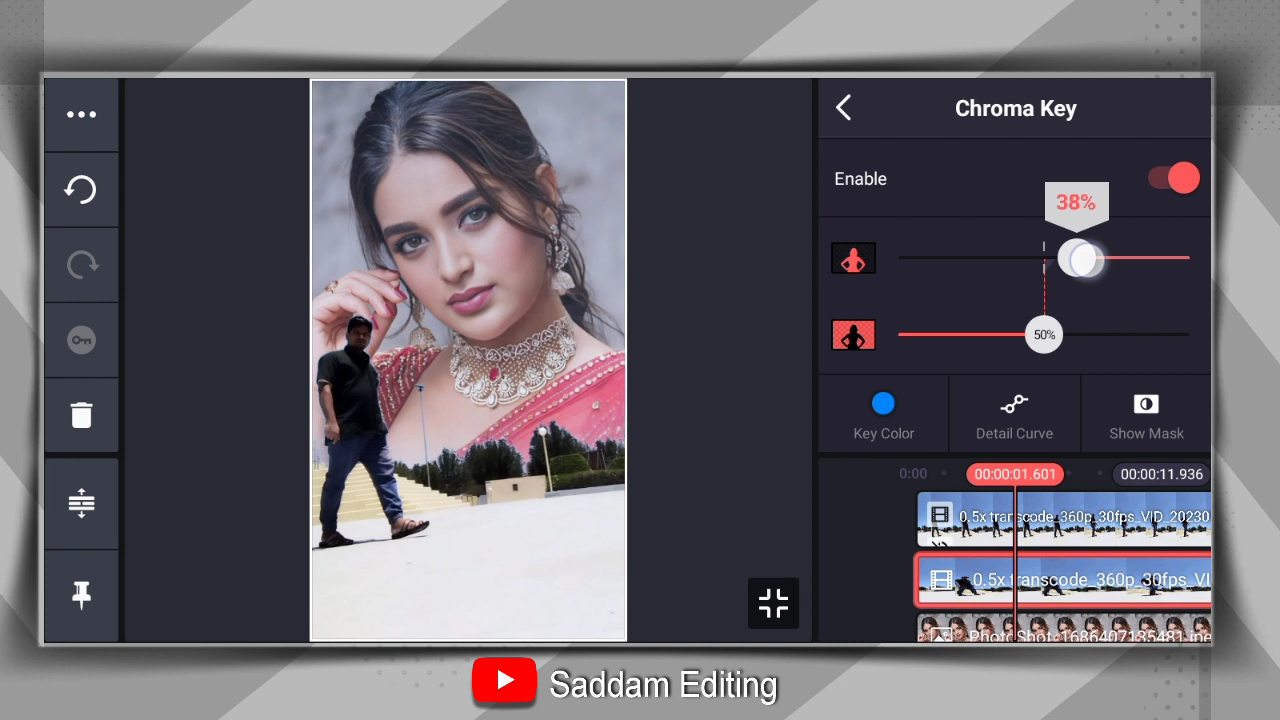 Chroma Key
Enable
38%
50%
Key Color
Detail Curve
Show Mask
0:00
00:00:01.601
00:00:11.936
0.5x transcode_360p_30fps_VID_20230
0.5x transcode_360p_30fps_VI
PhotoShot_1686407135481.jpe
Saddam Editing